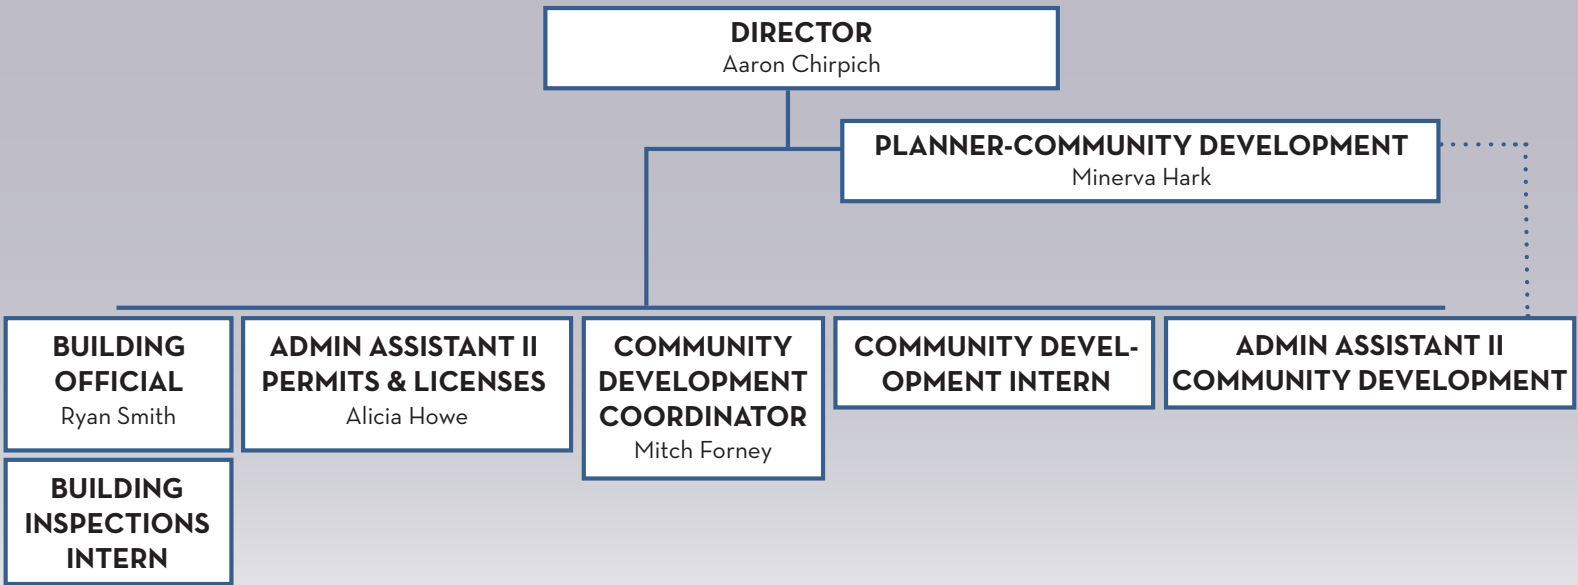 DIRECTOR
Aaron Chirpich
PLANNER-COMMUNITY DEVELOPMENT
Minerva Hark
BUILDING
OFFICIAL
Ryan Smith
ADMIN ASSISTANT II
PERMITS & LICENSES
Alicia Howe
COMMUNITY
DEVELOPMENT
COORDINATOR
Mitch Forney
COMMUNITY DEVEL-
OPMENT INTERN
ADMIN ASSISTANT II
COMMUNITY DEVELOPMENT
BUILDING
INSPECTIONS
INTERN